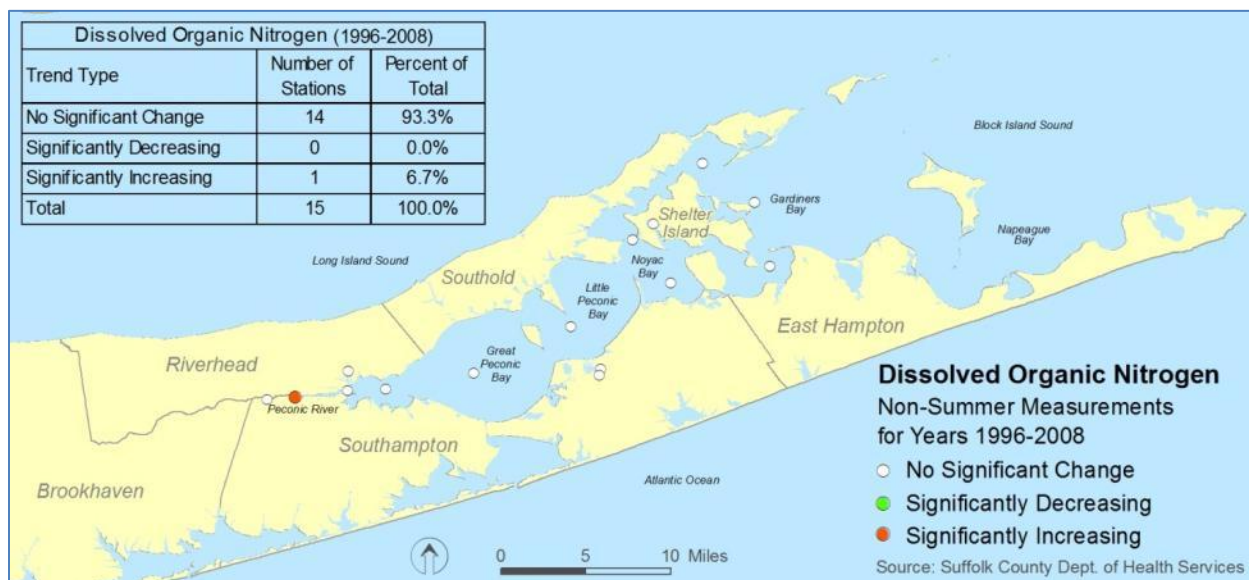 Dissolved Organic Nitrogen (1996-2008)
Trend Type
Number of
Stations
Percent of
Total
No Significant Change 14 93.3%
Significantly Decreasing 0 0.0%
Significantly Increasing 1 6.7%
Total 15 100.0%
Block Island Sound
Gardiners
Bay
Shelter
Island
Napeague
Bay
Long Island Sound
Noyac
Bay
Southold
Little
Peconic
Bay
East Hampton
Riverhead
Great
Peconic
Bay
Peconic River
Southampton
Brookhaven
Atlantic Ocean
Dissolved Organic Nitrogen
Non-Summer Measurements
for Years 1996-2008
No Significant Change
Significantly Decreasing
Significantly Increasing
Source: Suffolk County Dept. of Health Services
0 5 10 Miles